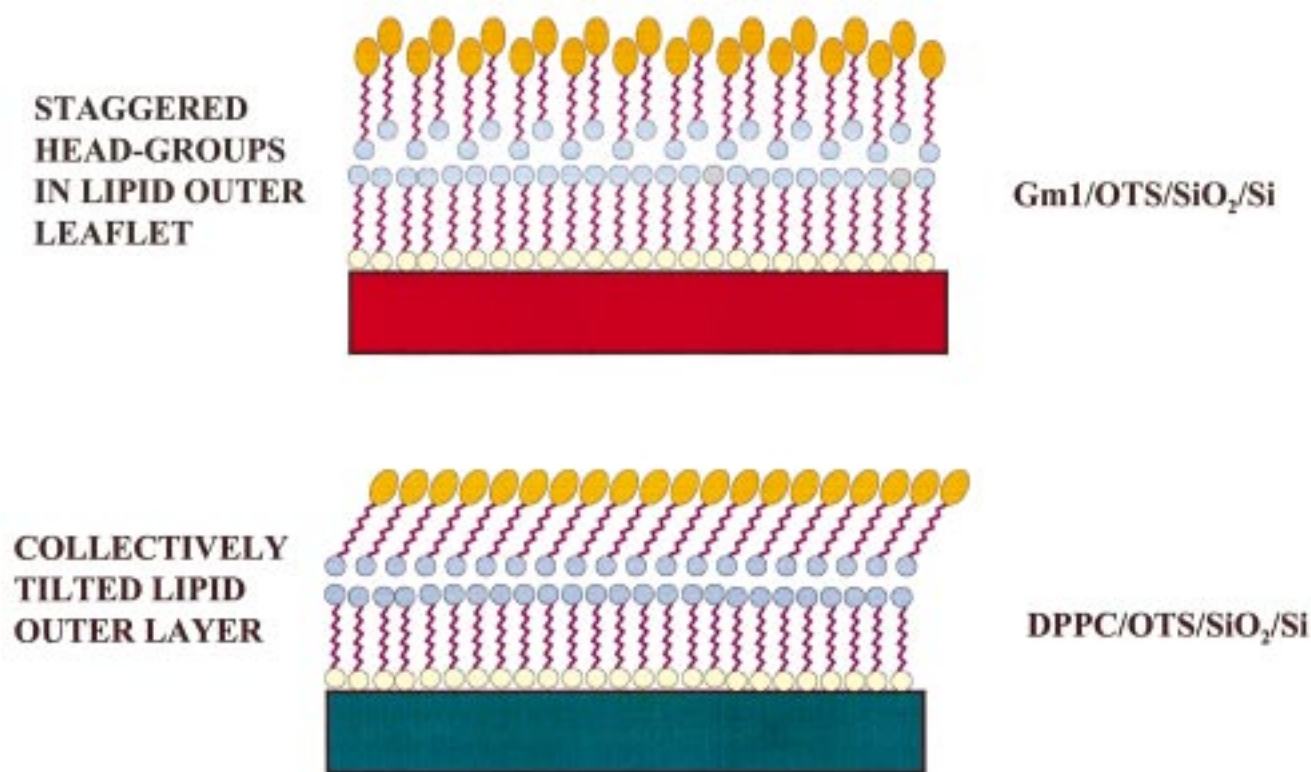 STAGGERED
HEAD-GROUPS
IN LIPID OUTER
LEAFLET
Gm1/OTS/SiO₂/Si
COLLECTIVELY
TILTED LIPID
OUTER LAYER
DPPC/OTS/SiO₂/Si